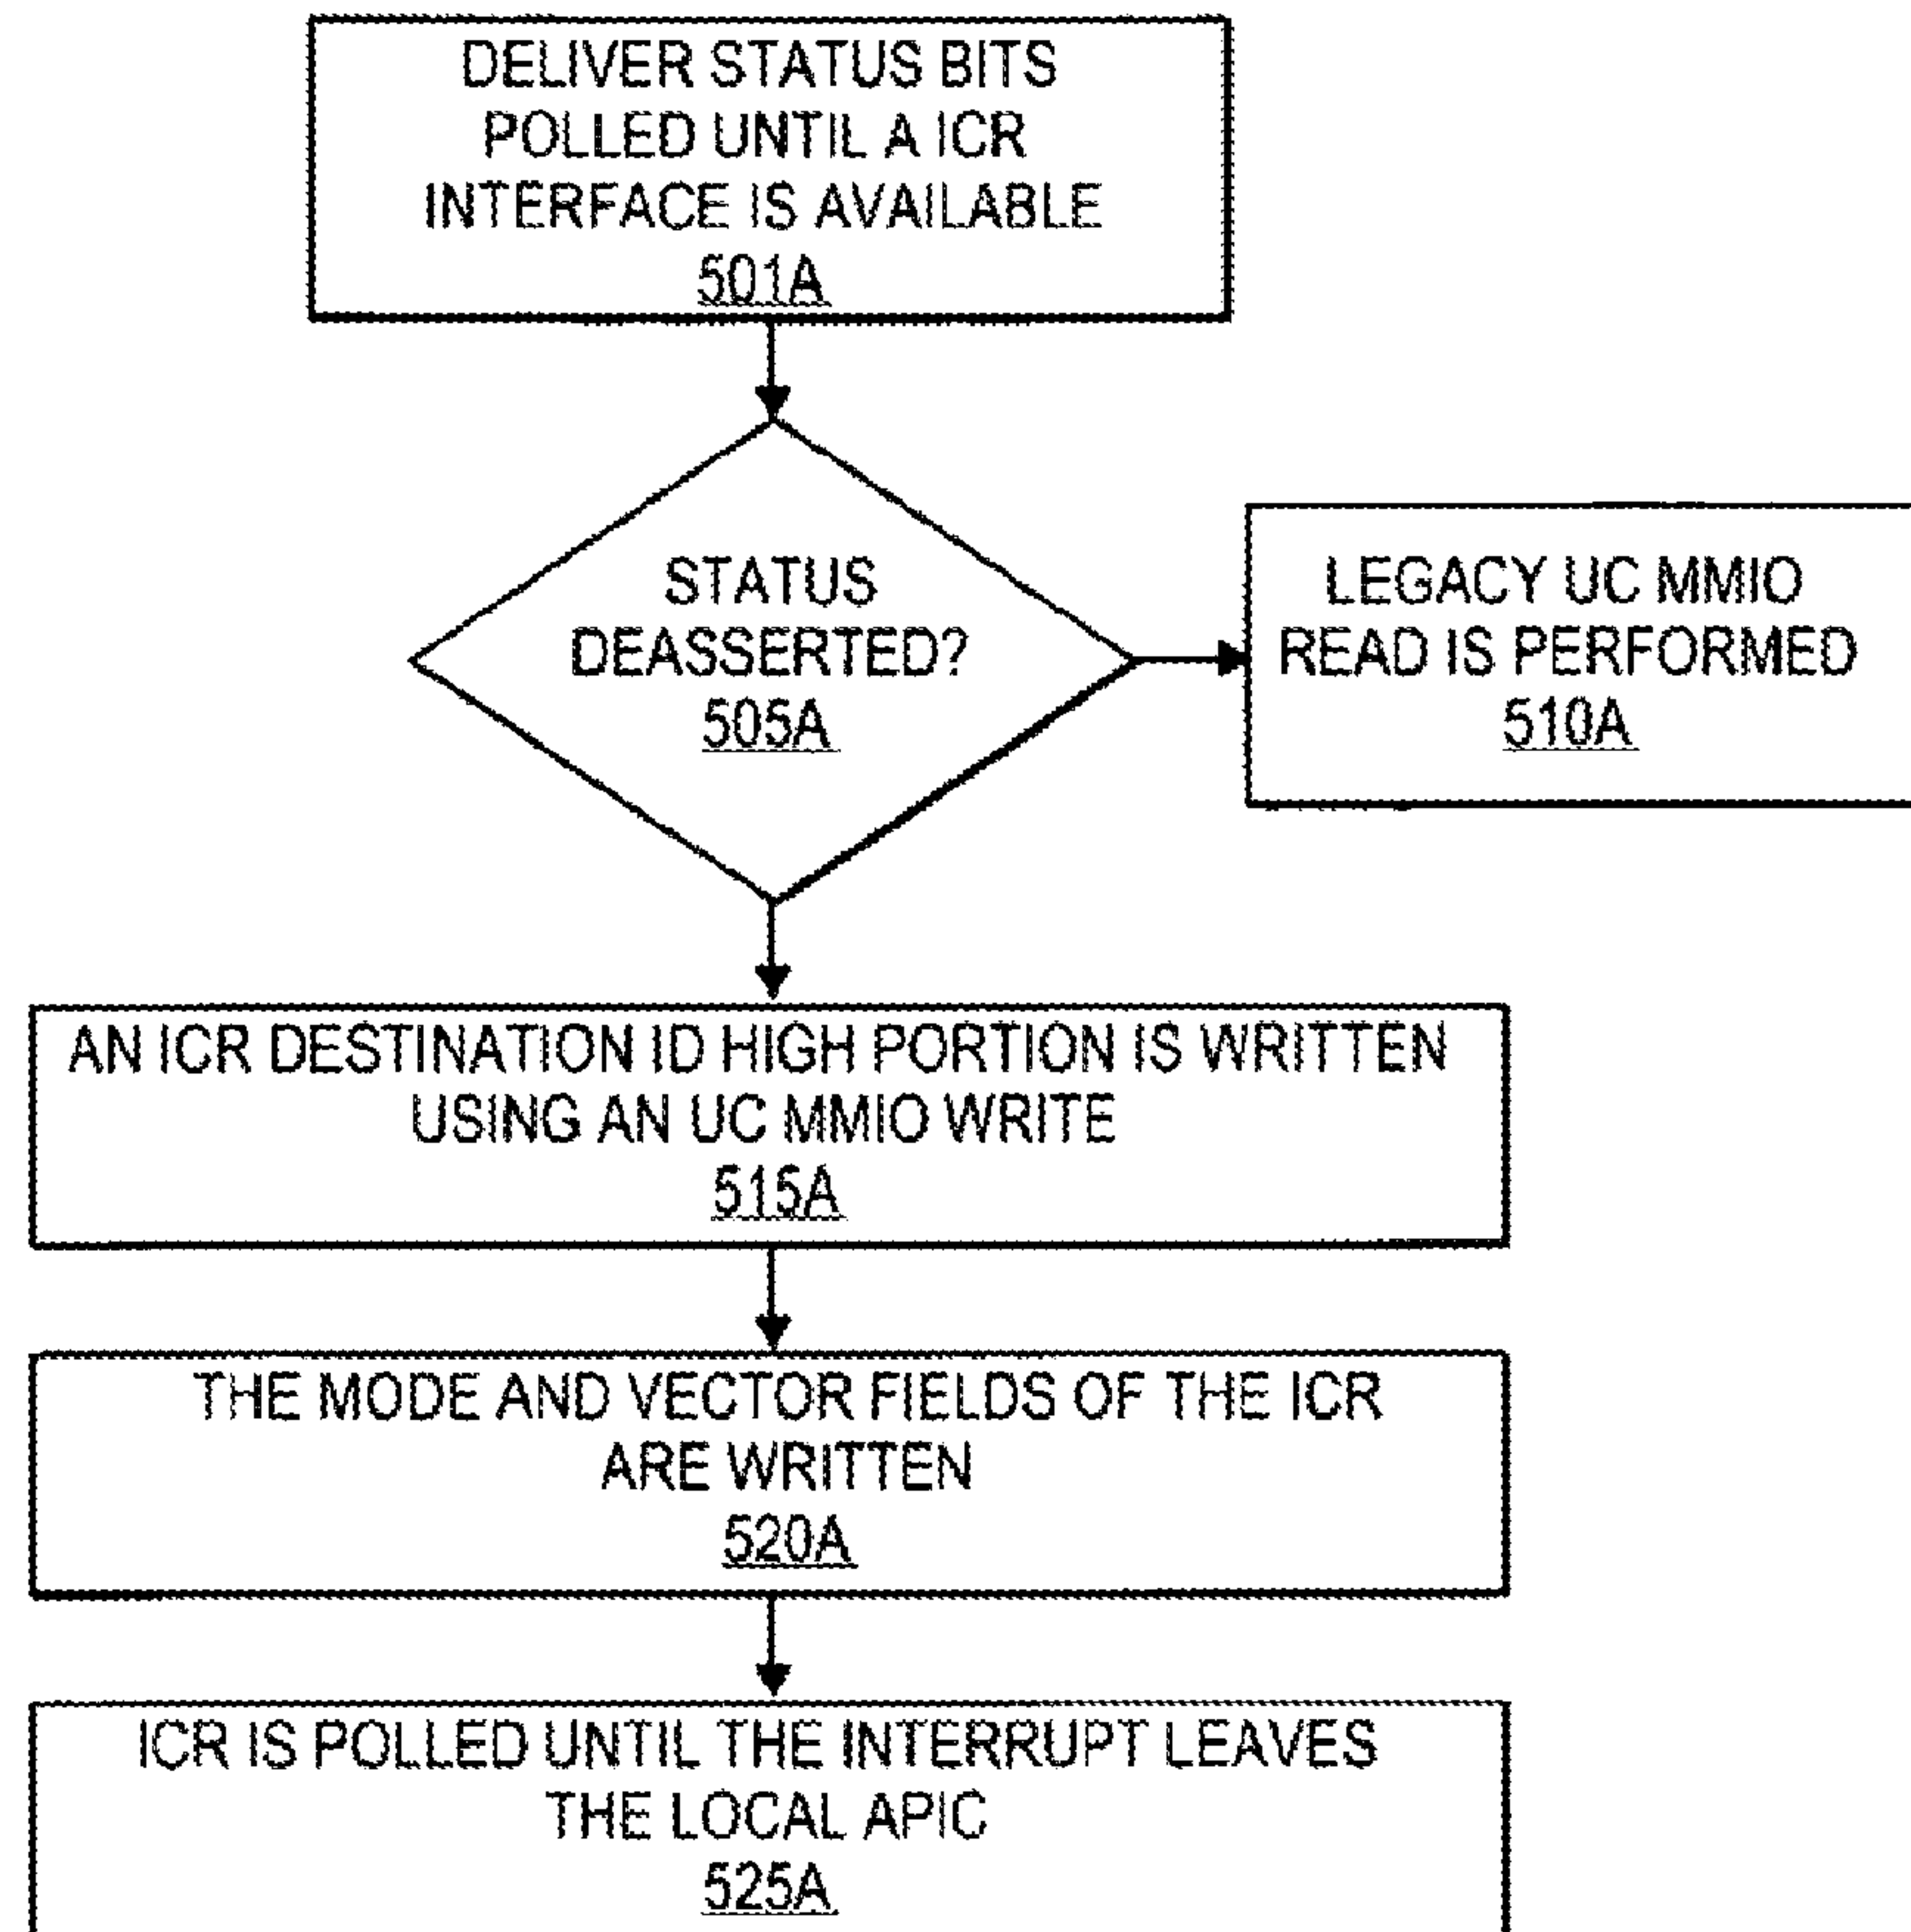 DELIVER STATUS BITS
POLLED UNTIL A ICR
INTERFACE IS AVAILABLE
501A
STATUS
DEASSERTED?
505A
LEGACY UC MMIO
READ IS PERFORMED
510A
AN ICR DESTINATION ID HIGH PORTION IS WRITTEN
USING AN UC MMIO WRITE
515A
THE MODE AND VECTOR FIELDS OF THE ICR
ARE WRITTEN
520A
ICR IS POLLED UNTIL THE INTERRUPT LEAVES
THE LOCAL APIC
525A